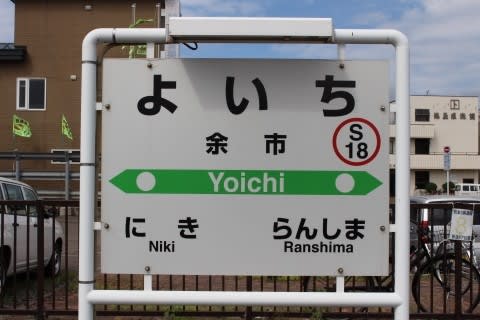 よいち
余市
S
18
Yoichi
にき
Niki
らんしま
Ranshima